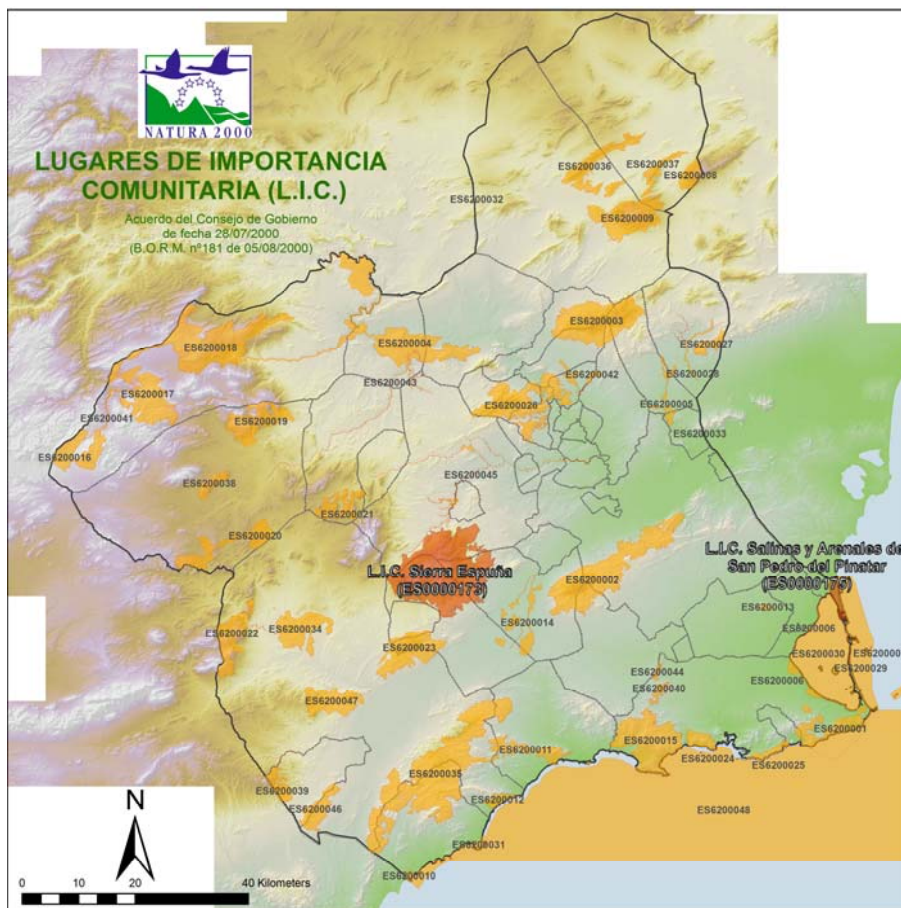 NATURA 2000
LUGARES DE IMPORTANCIA
COMUNITARIA (L.I.C.)
Acuerdo del Consejo de Gobierno
de fecha 28/07/2000
(B.O.R.M. nº181 de 05/08/2000)
ES6200036
ES6200037
ES6200008
ES6200032
ES6200009
ES6200003
ES6200018
ES6200004
ES6200027
ES6200042
ES6200028
ES6200043
ES6200017
ES6200026
ES6200005
ES6200041
ES6200019
ES6200033
ES6200016
ES6200045
ES6200038
ES6200021
ES6200020
L.I.C. Salinas y Arenales de
San Pedro del Pinatar
(ES0000175)
L.I.C. Sierra Espuña
(ES0000173)
ES6200002
ES6200013
ES6200014
ES6200006
ES6200022
ES6200034
ES6200023
ES6200030
ES620000
ES6200029
ES6200044
ES6200006
ES6200040
ES6200047
ES6200001
ES6200015
ES6200011
ES6200024
ES6200025
ES6200035
ES6200039
ES6200012
ES6200046
ES6200048
N
ES6200031
ES6200010
0 10 20 40 Kilometers